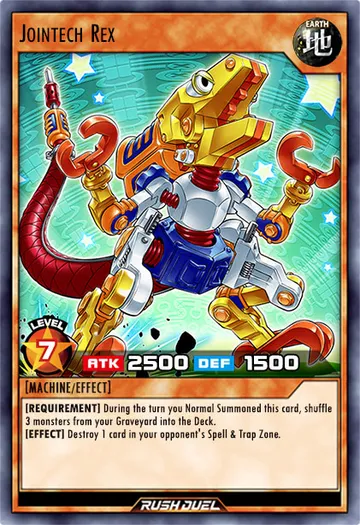 JOINTECH REX
EARTH
地
LEVEL
7
ATK 2500 DEF 1500
[MACHINE/EFFECT]
[REQUIREMENT] During the turn you Normal Summoned this card, shuffle
3 monsters from your Graveyard into the Deck.
[EFFECT] Destroy 1 card in your opponent's Spell & Trap Zone.
RUSH DUEL